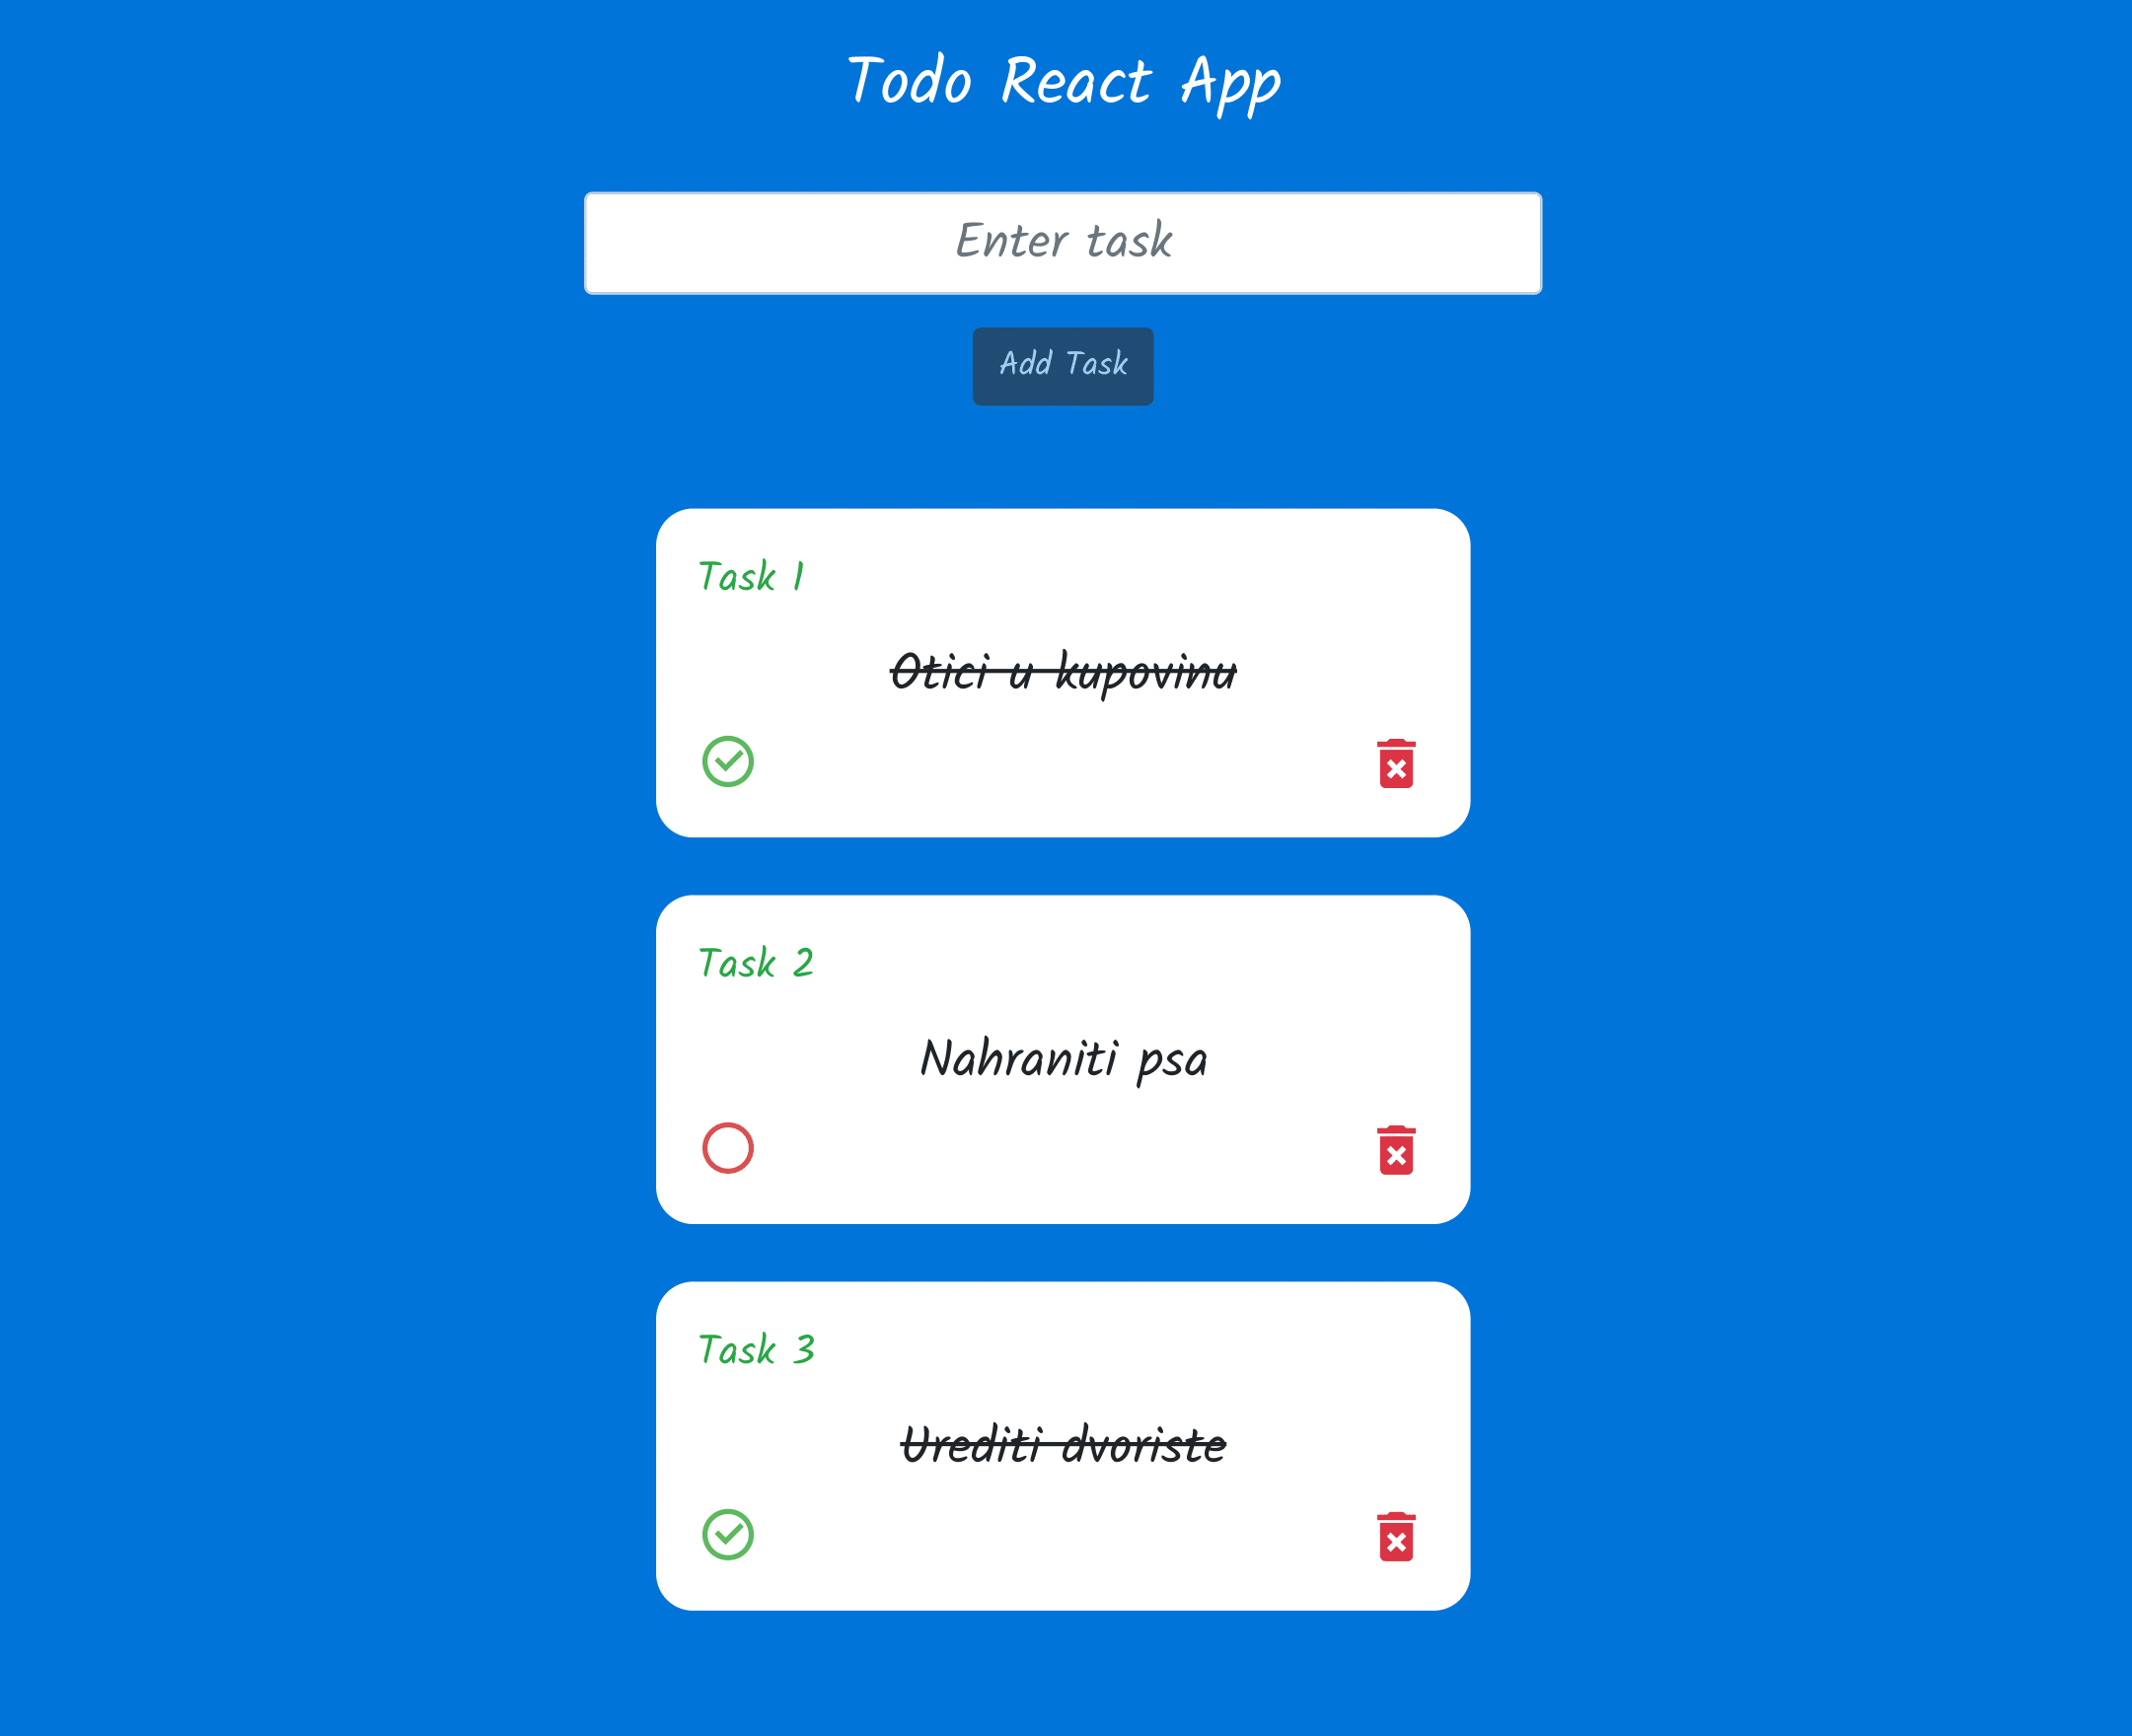 Todo React App
Enter task
Add Task
Task 1
Otici u kupovinu
Task 2
Nahraniti psa
Task 3
Urediti dvoriste